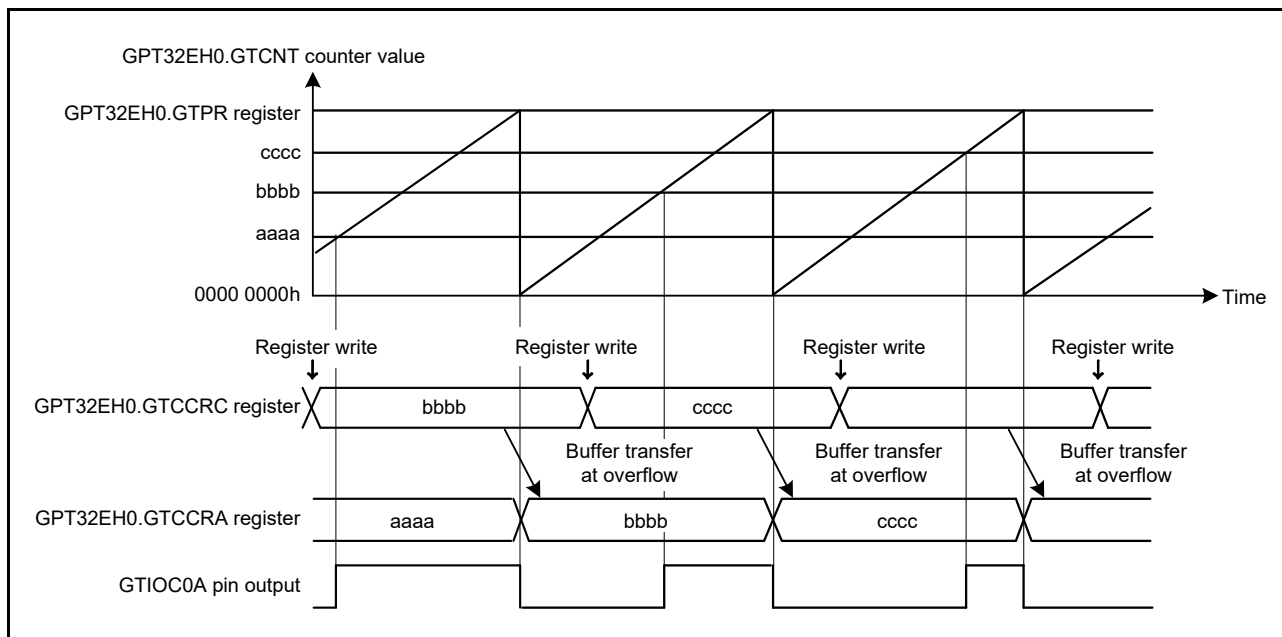 GPT32EH0.GTCNT counter value
GPT32EH0.GTPR register
cccc
bbbb
aaaa
0000 0000h
Time
Register write
Register write
Register write
Register write
GPT32EH0.GTCCRC register
bbbb
cccc
Buffer transfer
at overflow
Buffer transfer
at overflow
Buffer transfer
at overflow
GPT32EH0.GTCCRA register
aaaa
bbbb
cccc
GTIOC0A pin output